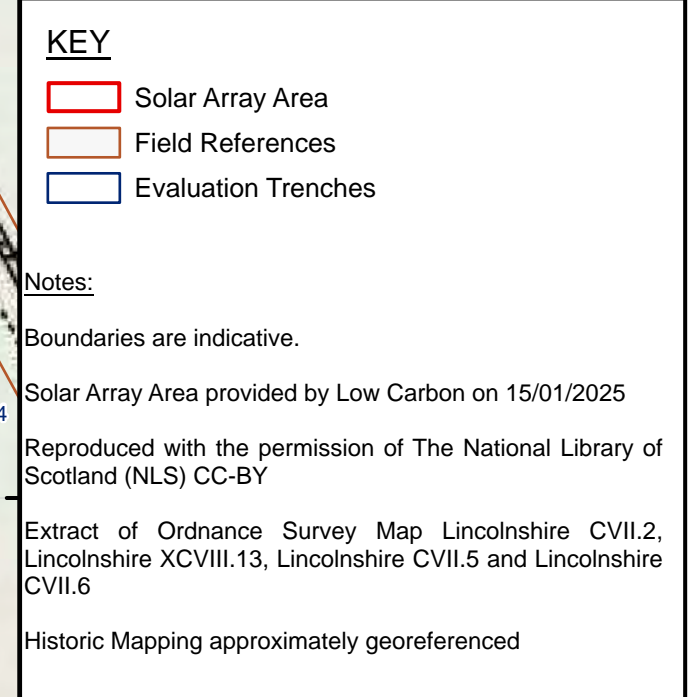 KEY
Solar Array Area
Field References
Evaluation Trenches
Notes:
Boundaries are indicative.
Solar Array Area provided by Low Carbon on 15/01/2025
4
Reproduced with the permission of The National Library of
Scotland (NLS) CC-BY
Extract of Ordnance Survey Map Lincolnshire CVII.2,
Lincolnshire XCVIII.13, Lincolnshire CVII.5 and Lincolnshire
CVII.6
Historic Mapping approximately georeferenced